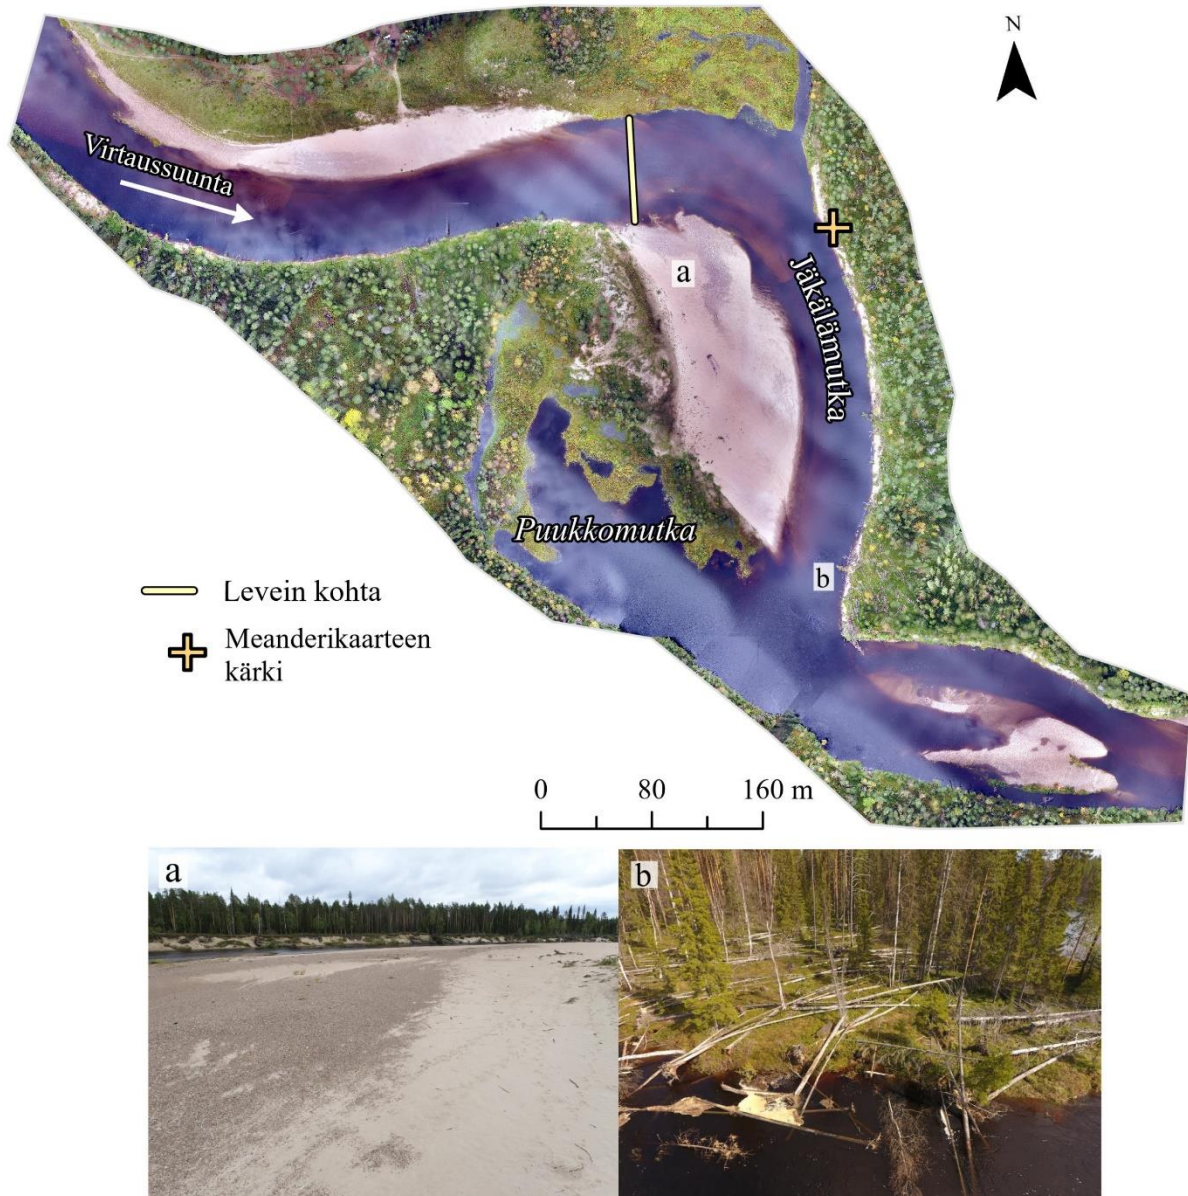 N
Virtaussuunta
a
Jäkälämutka
Puukkomutka
b
Levein kohta
Meanderikaarteen
kärki
0 80 160 m
a
b